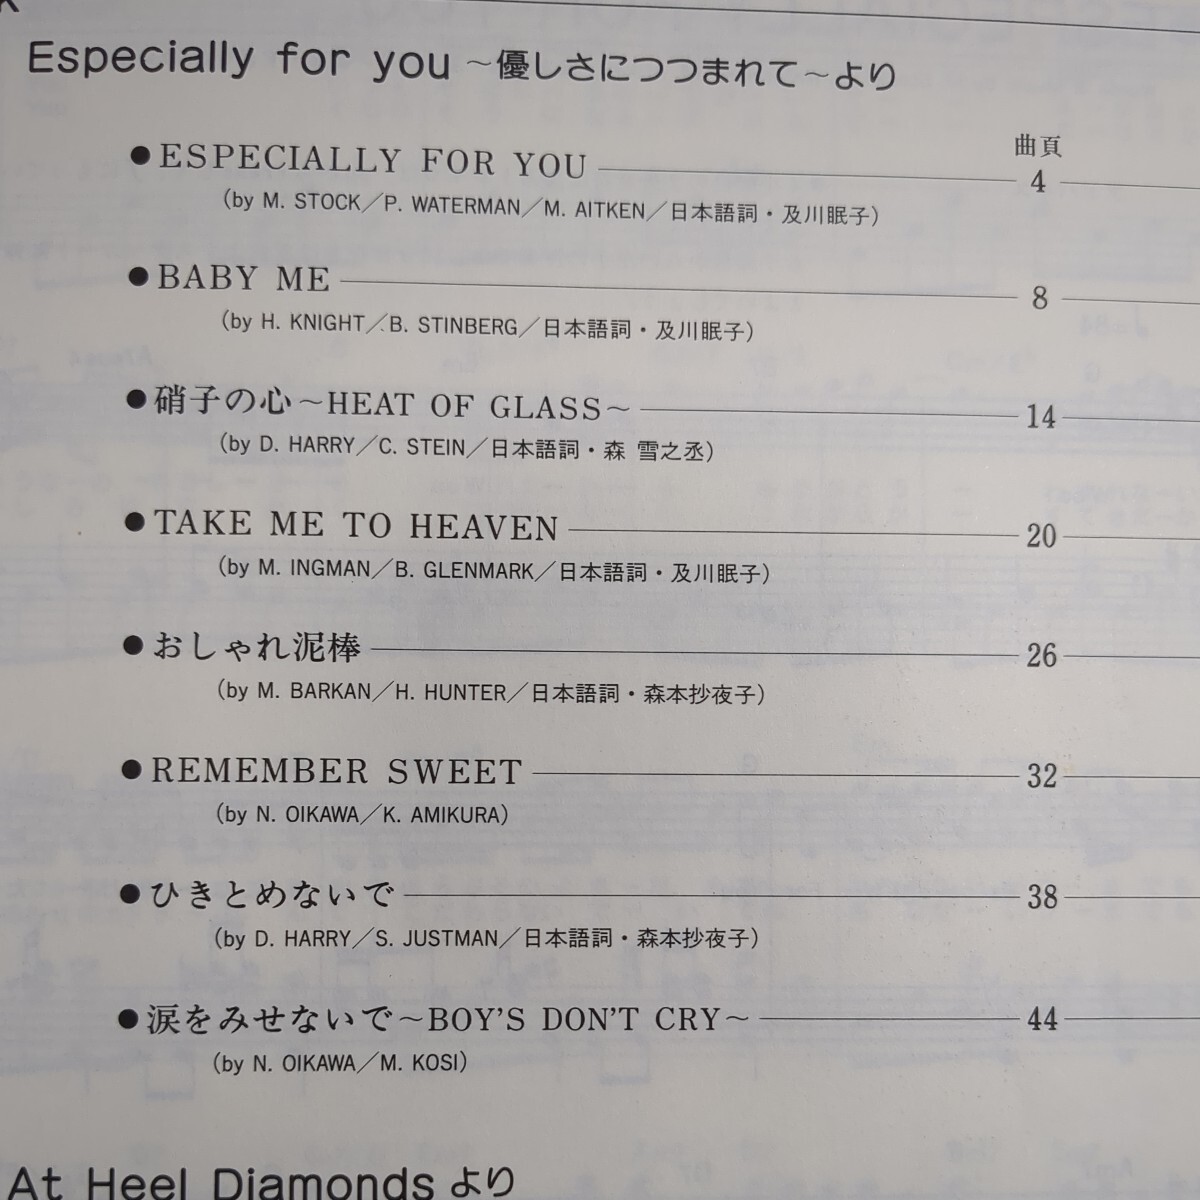 Especially for you ～優しさにつつまれて～より
曲頁
●ESPECIALLY FOR YOU 4
(by M. STOCK／P. WATERMAN／M. AITKEN／日本語詞・及川眠子)
●BABY ME 8
(by H. KNIGHT／B. STINBERG／日本語詞・及川眠子)
●硝子の心～HEAT OF GLASS～ 14
(by D. HARRY／C. STEIN／日本語詞・森 雪之丞)
●TAKE ME TO HEAVEN 20
(by M. INGMAN／B. GLENMARK／日本語詞・及川眠子)
●おしゃれ泥棒 26
(by M. BARKAN／H. HUNTER／日本語詞・森本抄夜子)
●REMEMBER SWEET 32
(by N. OIKAWA／K. AMIKURA)
●ひきとめないで 38
(by D. HARRY／S. JUSTMAN／日本語詞・森本抄夜子)
●涙をみせないで～BOY'S DON'T CRY～ 44
(by N. OIKAWA／M. KOSI)
At Heel Diamonds より